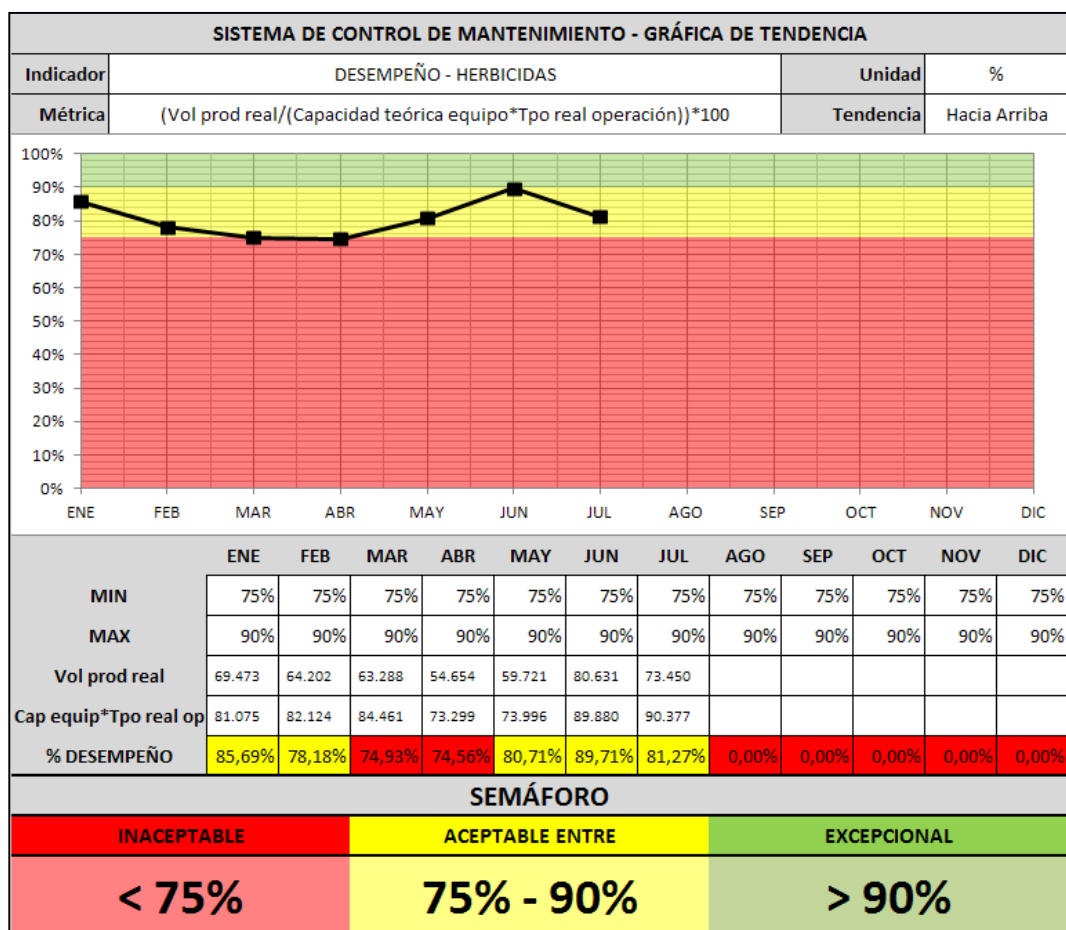 SISTEMA DE CONTROL DE MANTENIMIENTO - GRÁFICA DE TENDENCIA
Indicador DESEMPEÑO - HERBICIDAS Unidad %
Métrica (Vol prod real/(Capacidad teórica equipo*Tpo real operación))*100 Tendencia Hacia Arriba
100%
90%
80%
70%
60%
50%
40%
30%
20%
10%
0%
ENE FEB MAR ABR MAY JUN JUL AGO SEP OCT NOV DIC
ENE FEB MAR ABR MAY JUN JUL AGO SEP OCT NOV DIC
MIN 75% 75% 75% 75% 75% 75% 75% 75% 75% 75% 75% 75%
MAX 90% 90% 90% 90% 90% 90% 90% 90% 90% 90% 90% 90%
Vol prod real 69.473 64.202 63.288 54.654 59.721 80.631 73.450
Cap equip*Tpo real op 81.075 82.124 84.461 73.299 73.996 89.880 90.377
% DESEMPEÑO 85,69% 78,18% 74,93% 74,56% 80,71% 89,71% 81,27% 0,00% 0,00% 0,00% 0,00% 0,00%
SEMÁFORO
INACEPTABLE ACEPTABLE ENTRE EXCEPCIONAL
< 75% 75% - 90% > 90%